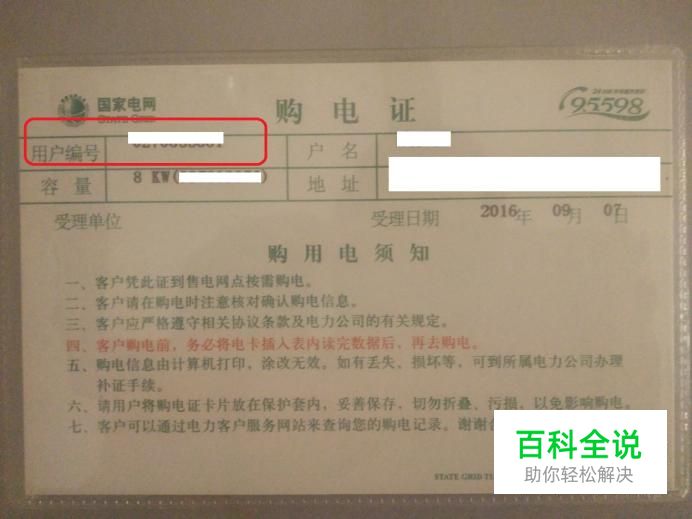 国家电网
STATE GRID
购电证
24小时供电服务热线
95598
用户编号
户名
容量 8 KW( )
地址
受理单位
受理日期 2016年 09月 07日
购用电须知
一、客户凭此证到售电网点按需购电。
二、客户请在购电时注意核对确认购电信息。
三、客户应严格遵守相关协议条款及电力公司的有关规定。
四、客户购电前，务必将电卡插入表内读完数据后，再去购电。
五、购电信息由计算机打印，涂改无效。如有丢失、损坏等，可到所属电力公司办理
补证手续。
六、请用户将购电证卡片放在保护套内，妥善保存，切勿折叠、污损，以免影响购电。
七、客户可以通过电力客户服务网站来查询您的购电记录。谢谢
STATE GRID
百科全说
助你轻松解决